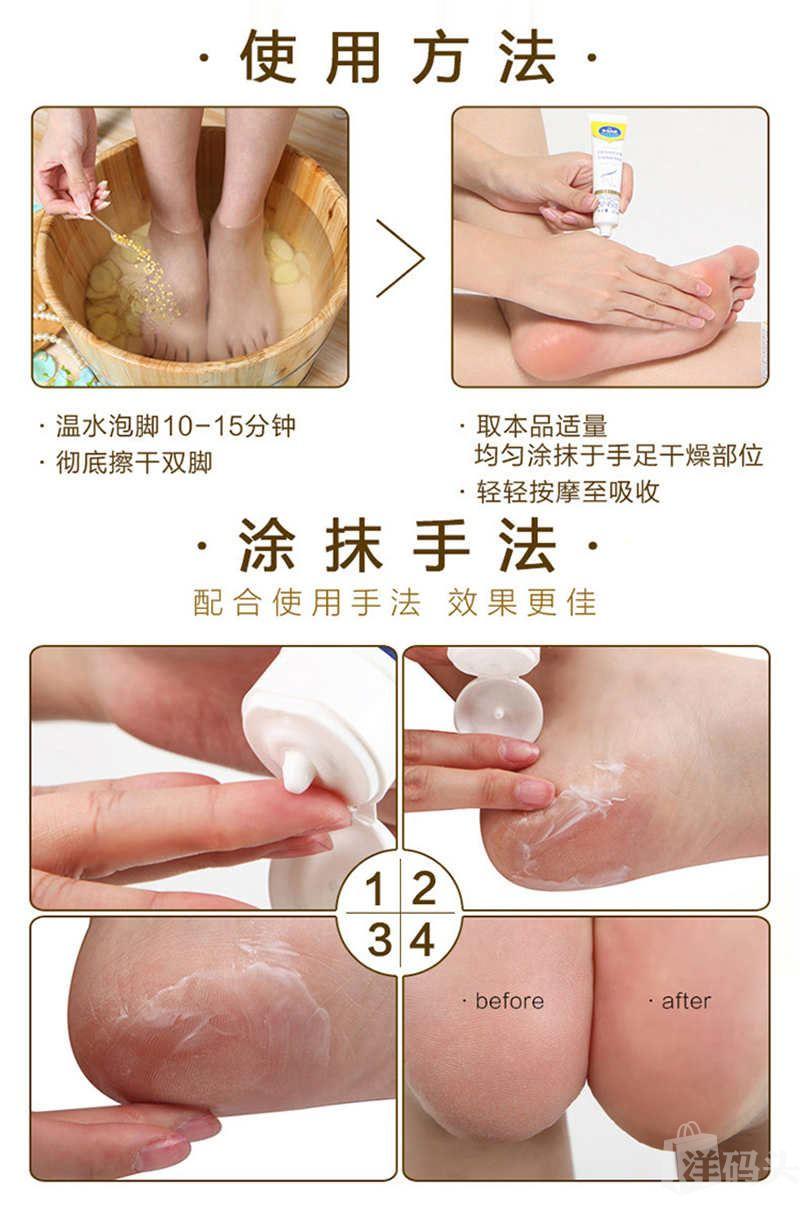 ·使用方法·
·温水泡脚10-15分钟
·彻底擦干双脚
·取本品适量
均匀涂抹于手足干燥部位
·轻轻按摩至吸收
·涂抹手法·
配合使用手法 效果更佳
1 2
3 4
·before
·after
洋码头